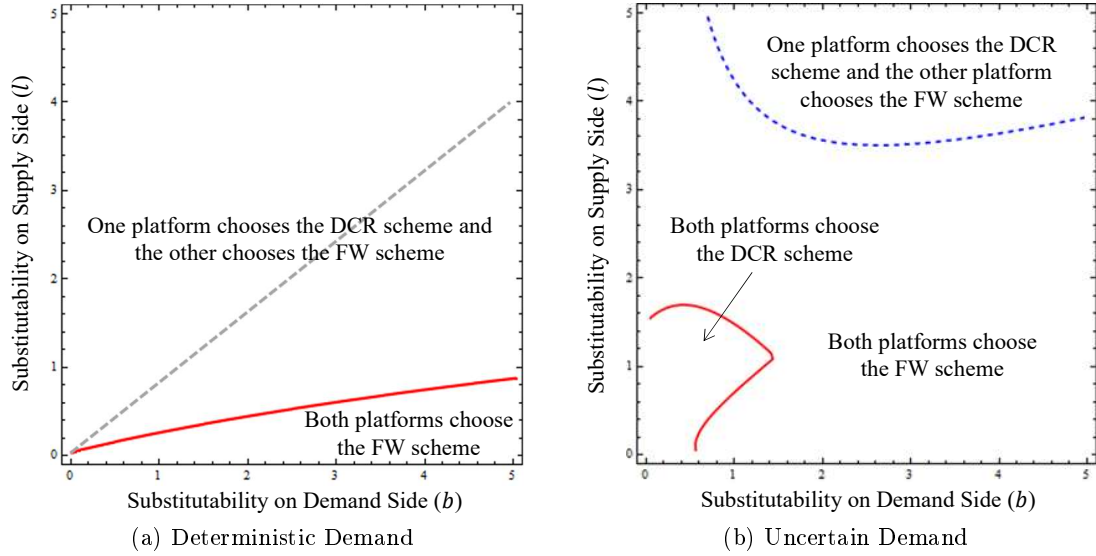 5
4
3
2
1
0
Substitutability on Supply Side (l)
One platform chooses the DCR scheme and
the other chooses the FW scheme
Both platforms choose
the FW scheme
0
1
2
3
4
5
Substitutability on Demand Side (b)
(a) Deterministic Demand
5
4
3
2
1
0
Substitutability on Supply Side (l)
One platform chooses the DCR
scheme and the other platform
chooses the FW scheme
Both platforms choose
the DCR scheme
Both platforms choose
the FW scheme
0
1
2
3
4
5
Substitutability on Demand Side (b)
(b) Uncertain Demand